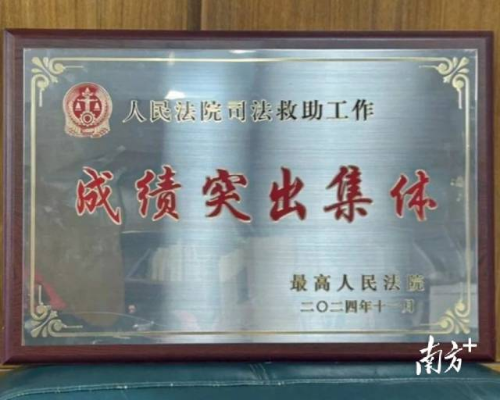 人民法院司法救助工作
成绩突出集体
最高人民法院
二〇二四年十一月
南方+